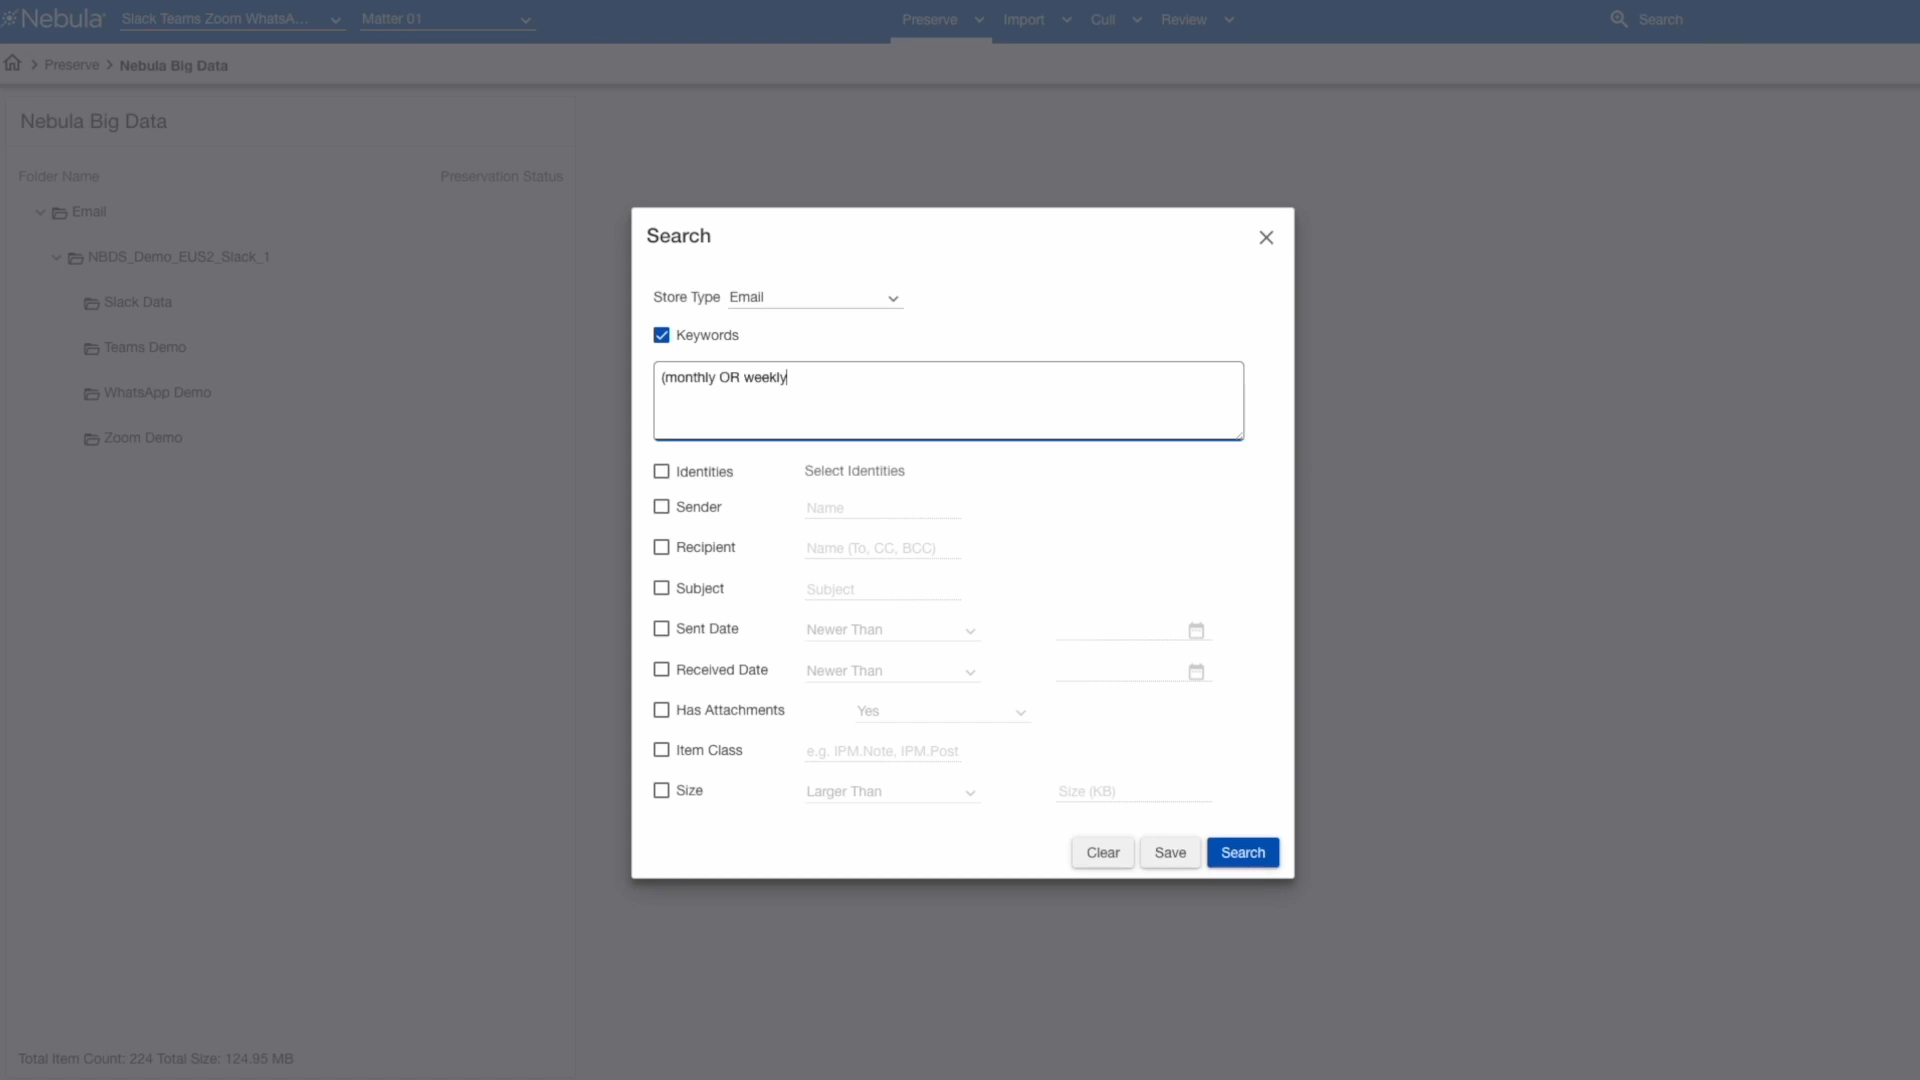 Nebula Slack Teams Zoom WhatsA... Matter 01 Preserve Import Cull Review Search
Preserve Nebula Big Data
Nebula Big Data
Folder Name Preservation Status
Email
NBDS_Demo_EUS2_Slack_1
Slack Data
Teams Demo
WhatsApp Demo
Zoom Demo
Total Item Count: 224 Total Size: 124.95 MB
Search
Store Type Email
Keywords
(monthly OR weekly
Identities Select Identities
Sender Name
Recipient Name (To, CC, BCC)
Subject Subject
Sent Date Newer Than
Received Date Newer Than
Has Attachments Yes
Item Class e.g. IPM.Note, IPM.Post
Size Larger Than Size (KB)
Clear Save Search